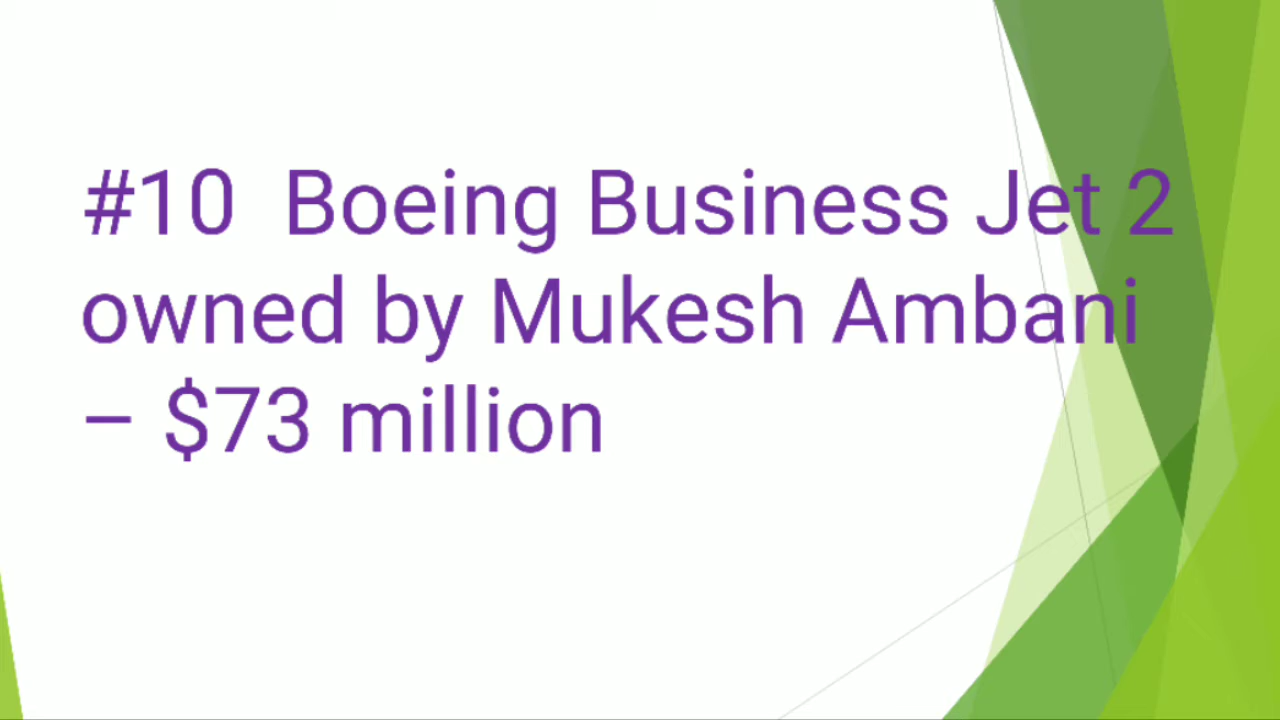 #10  Boeing Business Jet 2
owned by Mukesh Ambani
– $73 million